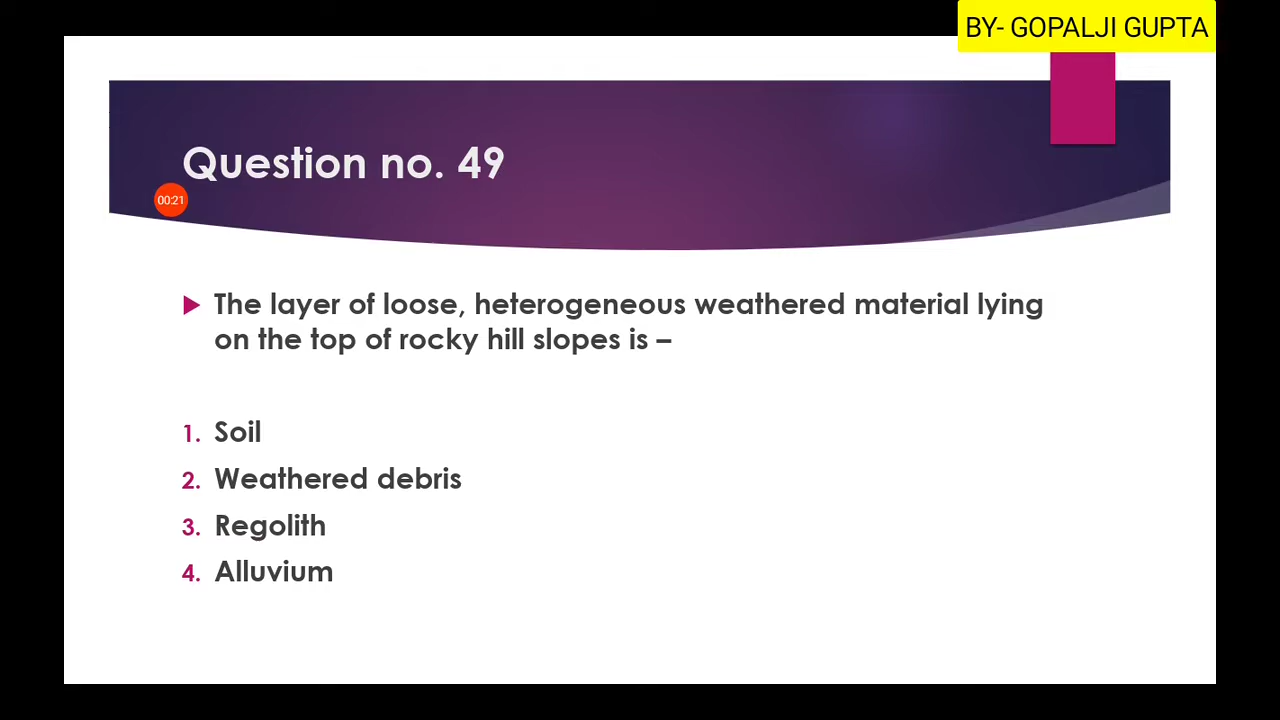 BY- GOPALJI GUPTA
Question no. 49
00:21
The layer of loose, heterogeneous weathered material lying
on the top of rocky hill slopes is –
1. Soil
2. Weathered debris
3. Regolith
4. Alluvium